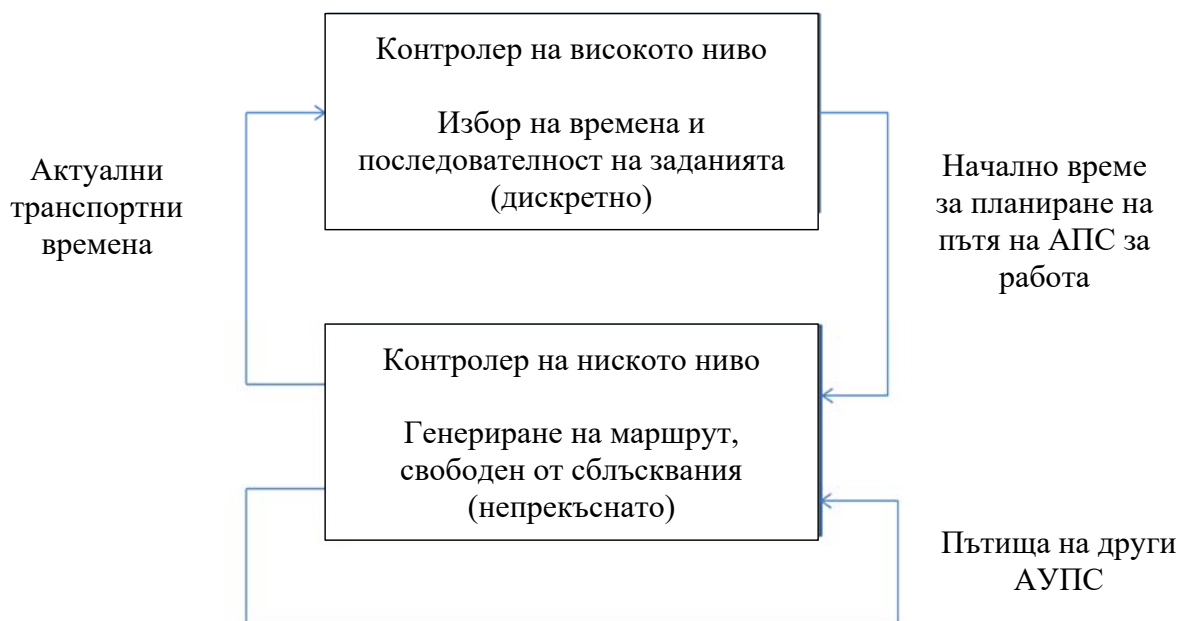 Контролер на високото ниво
Избор на времена и
последователност на заданията
(дискретно)
Актуални
транспортни
времена
Начално време
за планиране на
пътя на АПС за
работа
Контролер на ниското ниво
Генериране на маршрут,
свободен от сблъсквания
(непрекъснато)
Пътища на други
АУПС